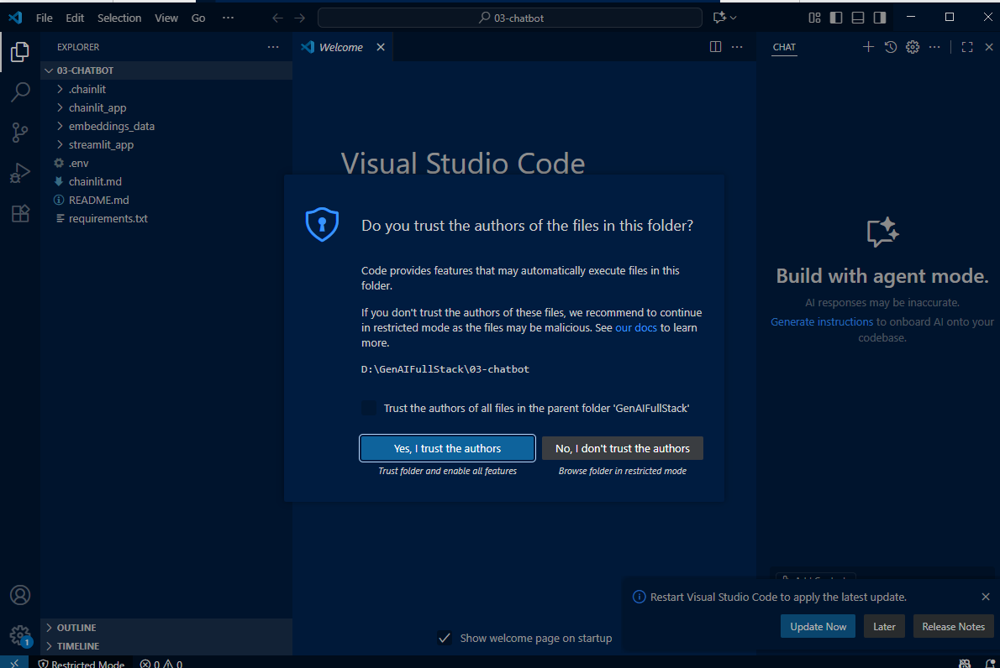 File Edit Selection View Go ··· 03-chatbot
EXPLORER ···
03-CHATBOT
.chainlit
chainlit_app
embeddings_data
streamlit_app
.env
chainlit.md
README.md
requirements.txt
OUTLINE
TIMELINE
Welcome
Visual Studio Code
Do you trust the authors of the files in this folder?
Code provides features that may automatically execute files in this
folder.
If you don't trust the authors of these files, we recommend to continue
in restricted mode as the files may be malicious. See our docs to learn
more.
D:\GenAIFullStack\03-chatbot
Trust the authors of all files in the parent folder 'GenAIFullStack'
Yes, I trust the authors No, I don't trust the authors
Trust folder and enable all features Browse folder in restricted mode
Show welcome page on startup
CHAT
Build with agent mode.
AI responses may be inaccurate.
Generate instructions to onboard AI onto your
codebase.
Restart Visual Studio Code to apply the latest update.
Update Now Later Release Notes
1
Restricted Mode 0 0